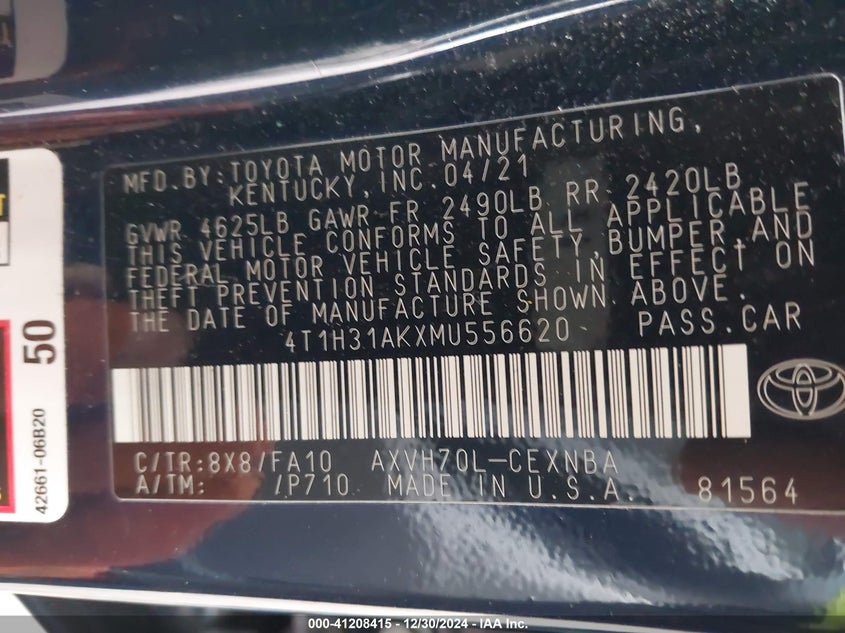 MFD.BY:TOYOTA MOTOR MANUFACTURING,
KENTUCKY,INC.04/21
GVWR 4625LB GAWR FR 2490LB RR 2420LB
THIS VEHICLE CONFORMS TO ALL APPLICABLE
FEDERAL MOTOR VEHICLE SAFETY,BUMPER,AND
THEFT PREVENTION STANDARDS IN EFFECT ON
THE DATE OF MANUFACTURE SHOWN ABOVE.
4T1H31AKXMU556620 PASS.CAR
C/TR:8X8/FA10 AXVH70L-CEXNBA
A/TM: /P710 MADE IN U.S.A. 81564
50
42661-06B20
000-41208415 - 12/30/2024 - IAA Inc.